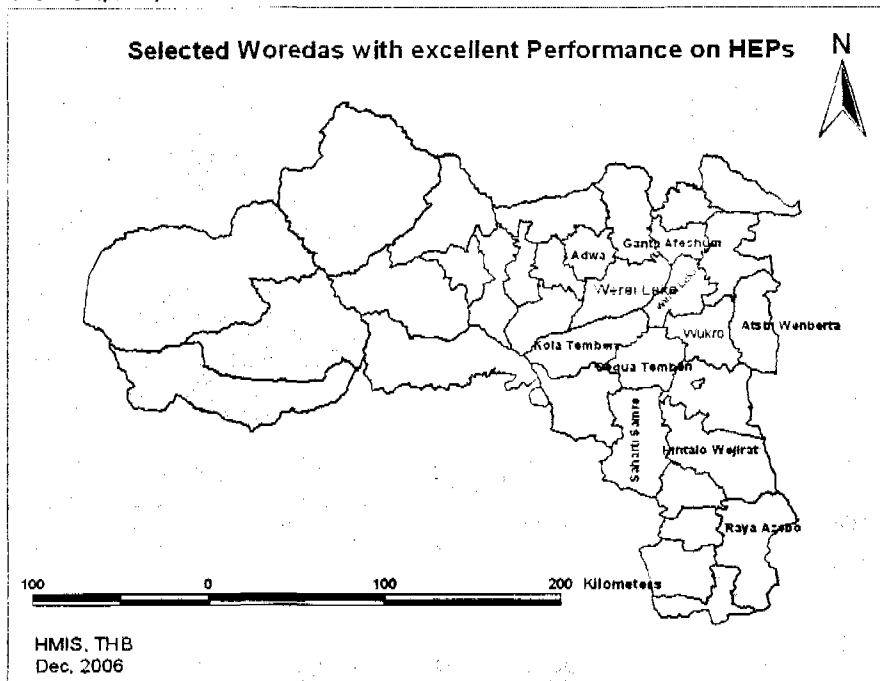 Selected Woredas with excellent Performance on HEPs
N
Ganta Afeshum
Adwa
Werei Leke
Wukro
Atsbi Wenberta
Kola Temben
Degua Temben
Saharti Samre
Hintalo Wejirat
Raya Azebo
100 0 100 200 Kilometers
HMIS, THB
Dec, 2006